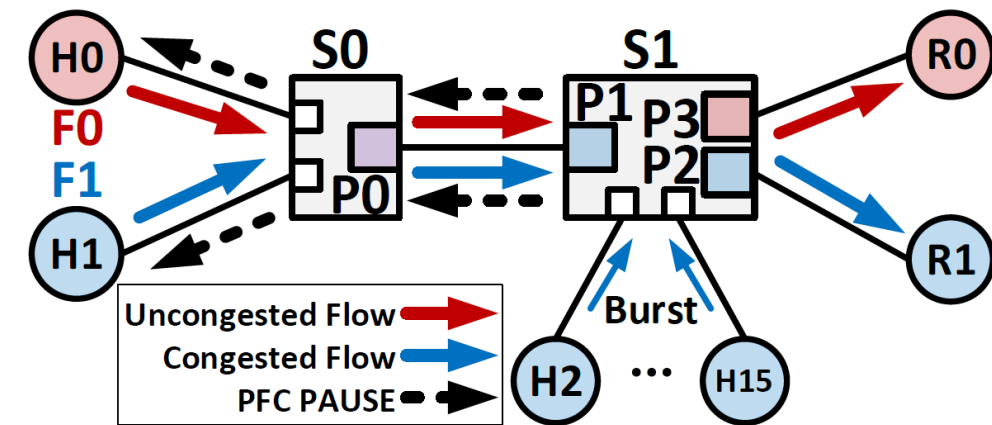 S0 S1
H0 R0
P1 P3
F0
F1
P2
P0
H1 R1
Uncongested Flow
Burst
Congested Flow
PFC PAUSE
H2 ... H15